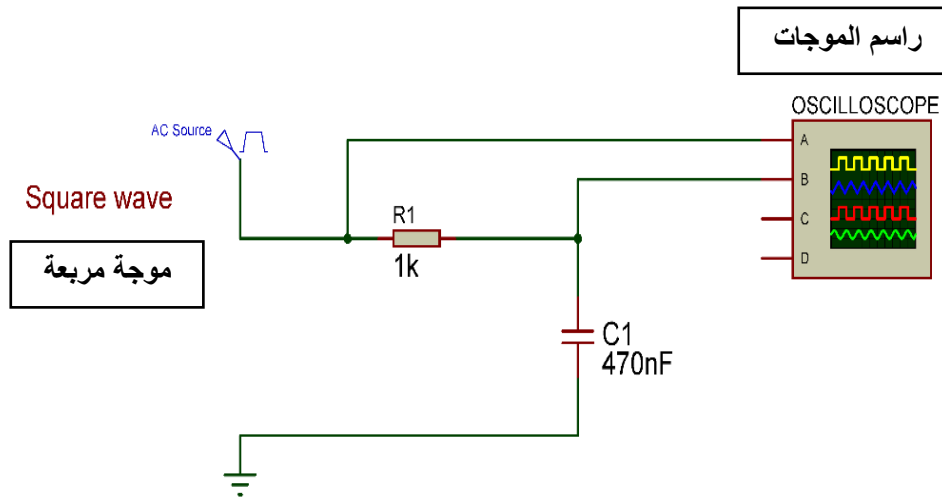 راسم الموجات
OSCILLOSCOPE
AC Source
A
B
C
D
Square wave
R1
1k
موجة مربعة
C1
470nF